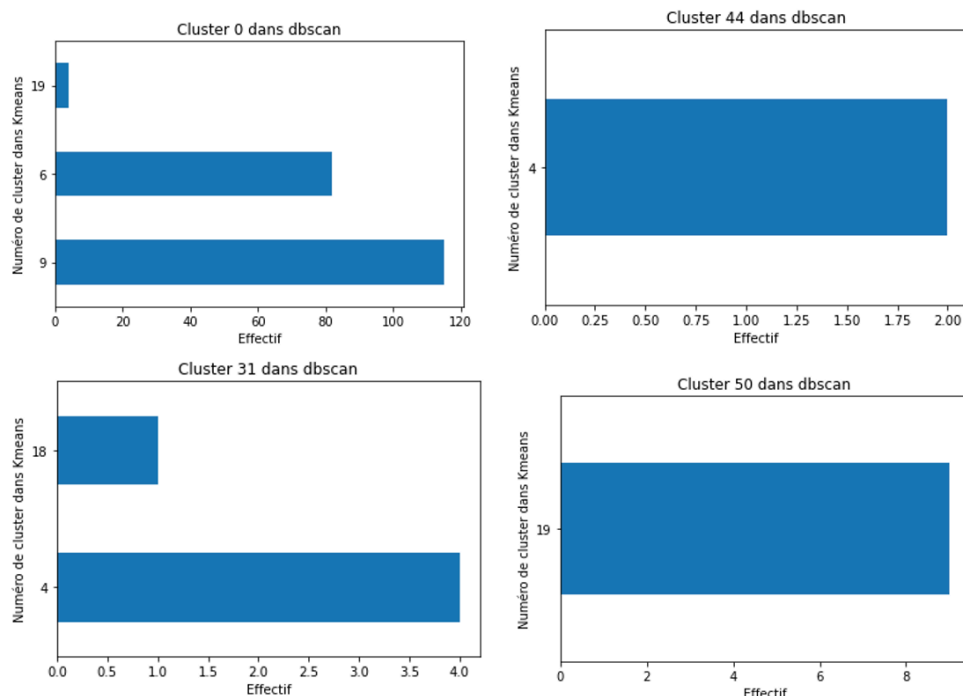 Cluster 0 dans dbscan
Numéro de cluster dans Kmeans
19
6
9
0 20 40 60 80 100 120
Effectif
Cluster 44 dans dbscan
Numéro de cluster dans Kmeans
4
0.00 0.25 0.50 0.75 1.00 1.25 1.50 1.75 2.00
Effectif
Cluster 31 dans dbscan
Numéro de cluster dans Kmeans
18
4
0.0 0.5 1.0 1.5 2.0 2.5 3.0 3.5 4.0
Effectif
Cluster 50 dans dbscan
Numéro de cluster dans Kmeans
19
0 2 4 6 8
Effectif